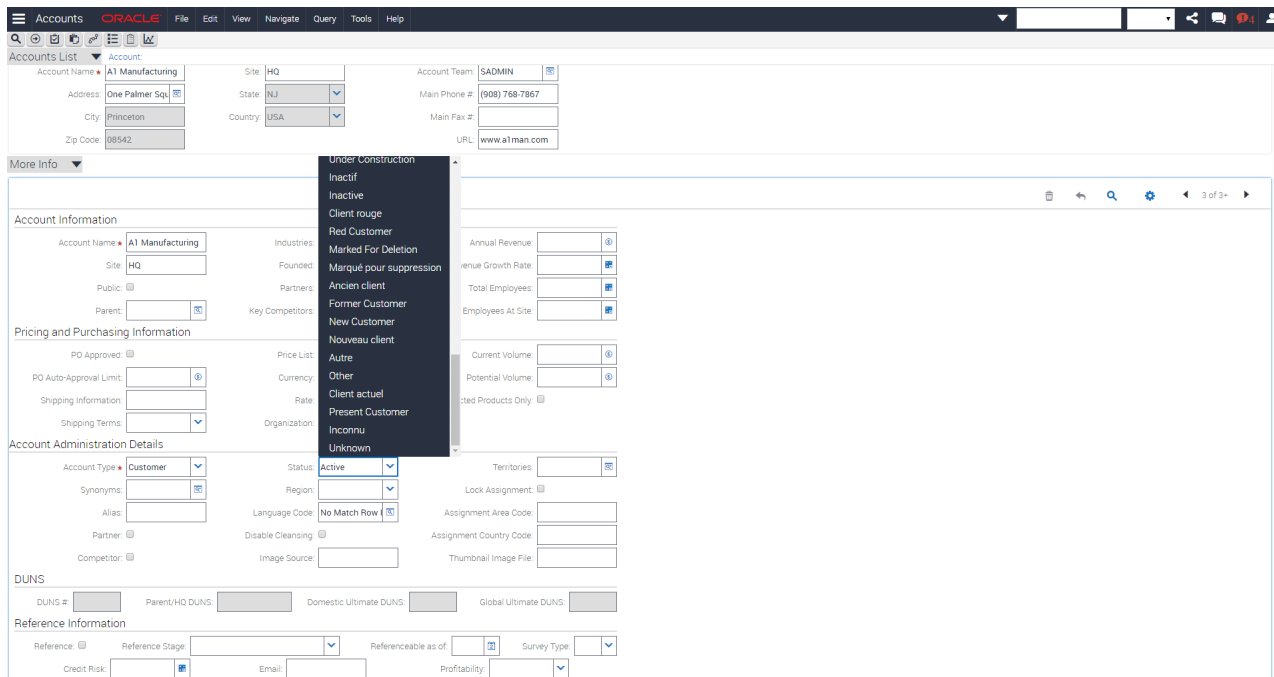 Accounts ORACLE File Edit View Navigate Query Tools Help 4
Accounts List Account:
Account Name:★ A1 Manufacturing Site: HQ Account Team: SADMIN
Address: One Palmer Squ State: NJ Main Phone #: (908) 768-7867
City: Princeton Country: USA Main Fax #:
Zip Code: 08542 URL: www.a1man.com
More Info
Under Construction
Inactif
Inactive
Client rouge
Red Customer
Marked For Deletion
Marqué pour suppression
Ancien client
Former Customer
New Customer
Nouveau client
Autre
Other
Client actuel
Present Customer
Inconnu
Unknown
3 of 3+
Account Information
Account Name:★ A1 Manufacturing Industries: Annual Revenue:
Site: HQ Founded: enue Growth Rate:
Public: Partners: Total Employees:
Parent: Key Competitors: Employees At Site:
Pricing and Purchasing Information
PO Approved: Price List: Current Volume:
PO Auto-Approval Limit: Currency: Potential Volume:
Shipping Information: Rate: cted Products Only:
Shipping Terms: Organization:
Account Administration Details
Account Type:★ Customer Status: Active Territories:
Synonyms: Region: Lock Assignment:
Alias: Language Code: No Match Row I Assignment Area Code:
Partner: Disable Cleansing: Assignment Country Code:
Competitor: Image Source: Thumbnail Image File:
DUNS
DUNS #: Parent/HQ DUNS: Domestic Ultimate DUNS: Global Ultimate DUNS:
Reference Information
Reference: Reference Stage: Referenceable as of: Survey Type:
Credit Risk: Email: Profitability: